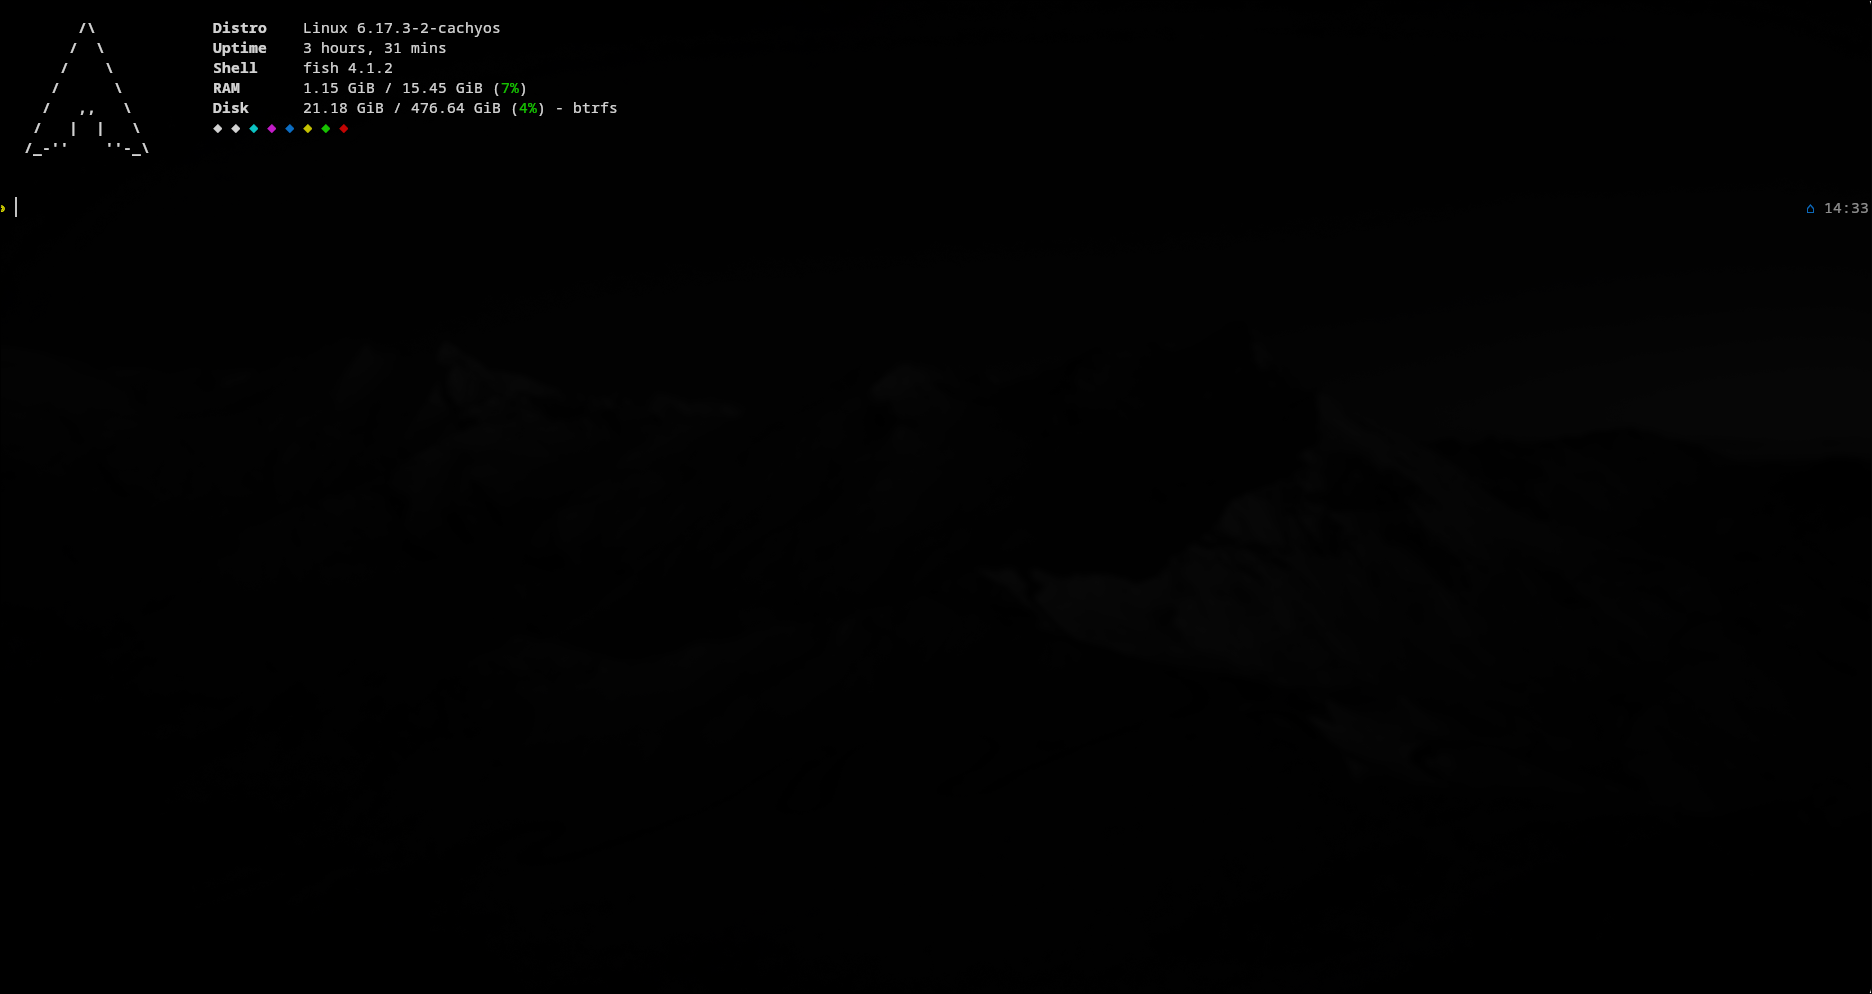 Distro    Linux 6.17.3-2-cachyos
Uptime    3 hours, 31 mins
Shell     fish 4.1.2
RAM       1.15 GiB / 15.45 GiB (7%)
Disk      21.18 GiB / 476.64 GiB (4%) - btrfs
14:33